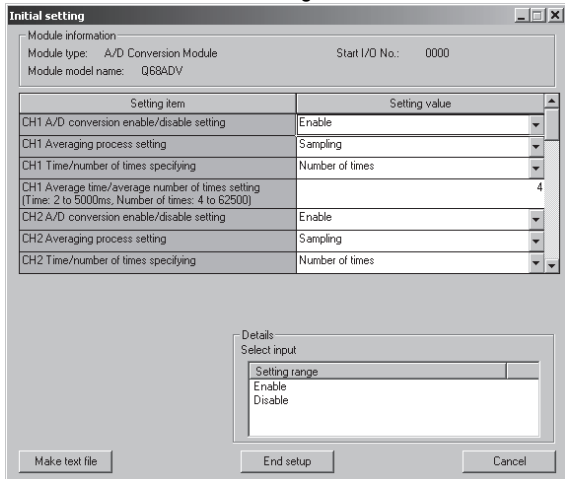 Initial setting
Module information
Module type: A/D Conversion Module Start I/O No.: 0000
Module model name: Q68ADV
Setting item Setting value
CH1 A/D conversion enable/disable setting Enable
CH1 Averaging process setting Sampling
CH1 Time/number of times specifying Number of times
CH1 Average time/average number of times setting
(Time: 2 to 5000ms, Number of times: 4 to 62500) 4
CH2 A/D conversion enable/disable setting Enable
CH2 Averaging process setting Sampling
CH2 Time/number of times specifying Number of times
Details
Select input
Setting range
Enable
Disable
Make text file End setup Cancel